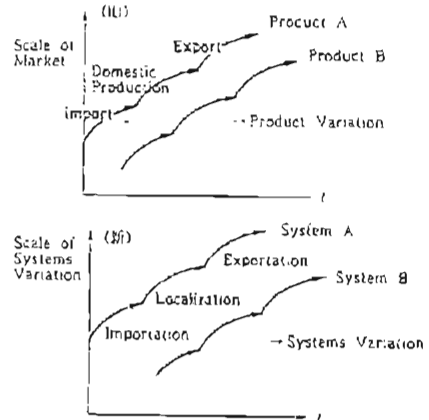 (旧)
Scale of
Market
Product A
Export
Product B
Domestic
Production
Import
→ Product Variation
t
(新)
Scale of
Systems
Variation
System A
Exportation
System B
Localization
Importation
→ Systems Variation
t